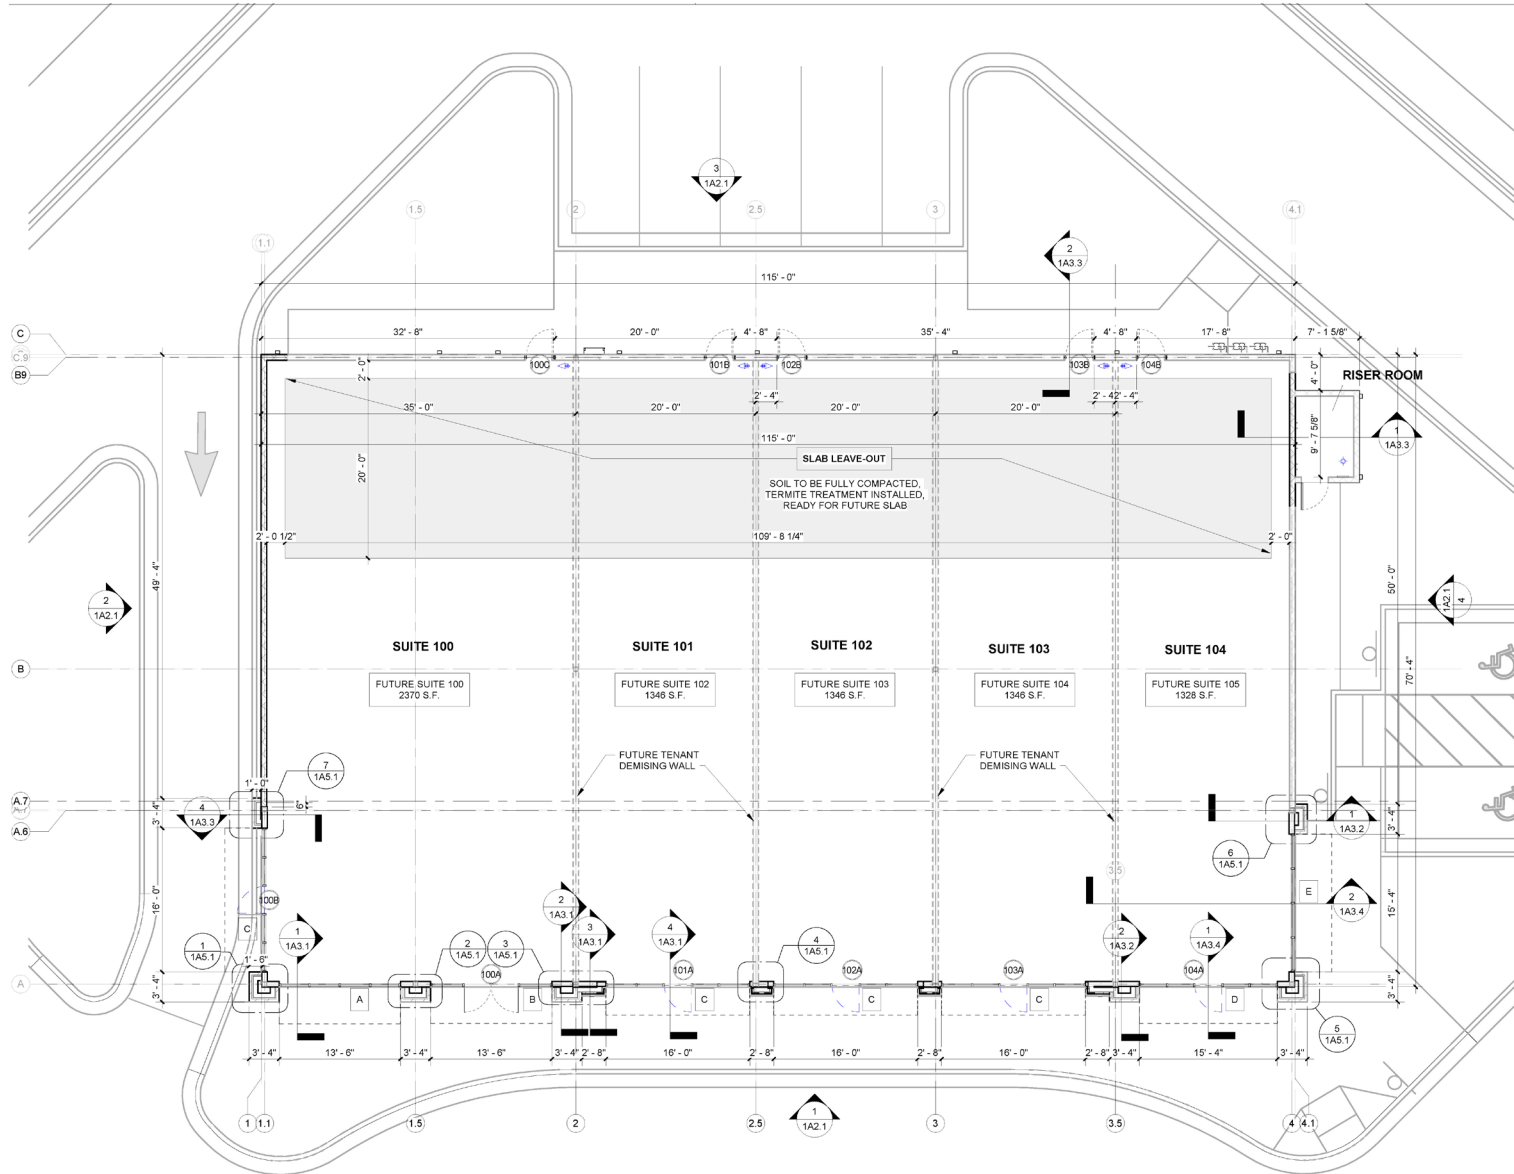 3
1A2.1
1.5
2
2.5
3
4.1
1.1
2
1A3.3
115' - 0"
C
C.9
B9
32' - 8"
20' - 0"
4' - 8"
35' - 4"
4' - 8"
17' - 8"
7' - 1 5/8"
100C
101B
102B
103B
104B
2' - 0"
4' - 0"
RISER ROOM
2' - 4"
2' - 4 2' - 4"
35' - 0"
20' - 0"
20' - 0"
20' - 0"
115' - 0"
9' - 7 5/8"
1
1A3.3
20' - 0"
SLAB LEAVE-OUT
SOIL TO BE FULLY COMPACTED,
TERMITE TREATMENT INSTALLED,
READY FOR FUTURE SLAB
2' - 0 1/2"
109' - 8 1/4"
2' - 0"
49' - 4"
50' - 0"
70' - 4"
2
1A2.1
4
1A2.1
B
SUITE 100
SUITE 101
SUITE 102
SUITE 103
SUITE 104
FUTURE SUITE 100
2370 S.F.
FUTURE SUITE 102
1346 S.F.
FUTURE SUITE 103
1346 S.F.
FUTURE SUITE 104
1346 S.F.
FUTURE SUITE 105
1328 S.F.
FUTURE TENANT
DEMISING WALL
FUTURE TENANT
DEMISING WALL
7
1A5.1
1' - 0"
6"
A.7
A.6
4
1A3.3
3' - 4"
3' - 4"
1
1A3.2
6
1A5.1
3.5
16' - 0"
15' - 4"
100B
C
E
2
1A3.4
2
1A3.1
3
1A3.1
1
1A5.1
1
1A3.1
2
1A5.1
3
1A5.1
4
1A3.1
4
1A5.1
2
1A3.2
1
1A3.4
1' - 6"
100A
101A
102A
103A
104A
A
3' - 4"
3' - 4"
A
B
C
C
C
D
5
1A5.1
3' - 4"
13' - 6"
3' - 4"
13' - 6"
3' - 4"
2' - 8"
16' - 0"
2' - 8"
16' - 0"
2' - 8"
16' - 0"
2' - 8"
3' - 4"
15' - 4"
3' - 4"
1
1.1
1.5
2
2.5
3
3.5
4
4.1
1
1A2.1